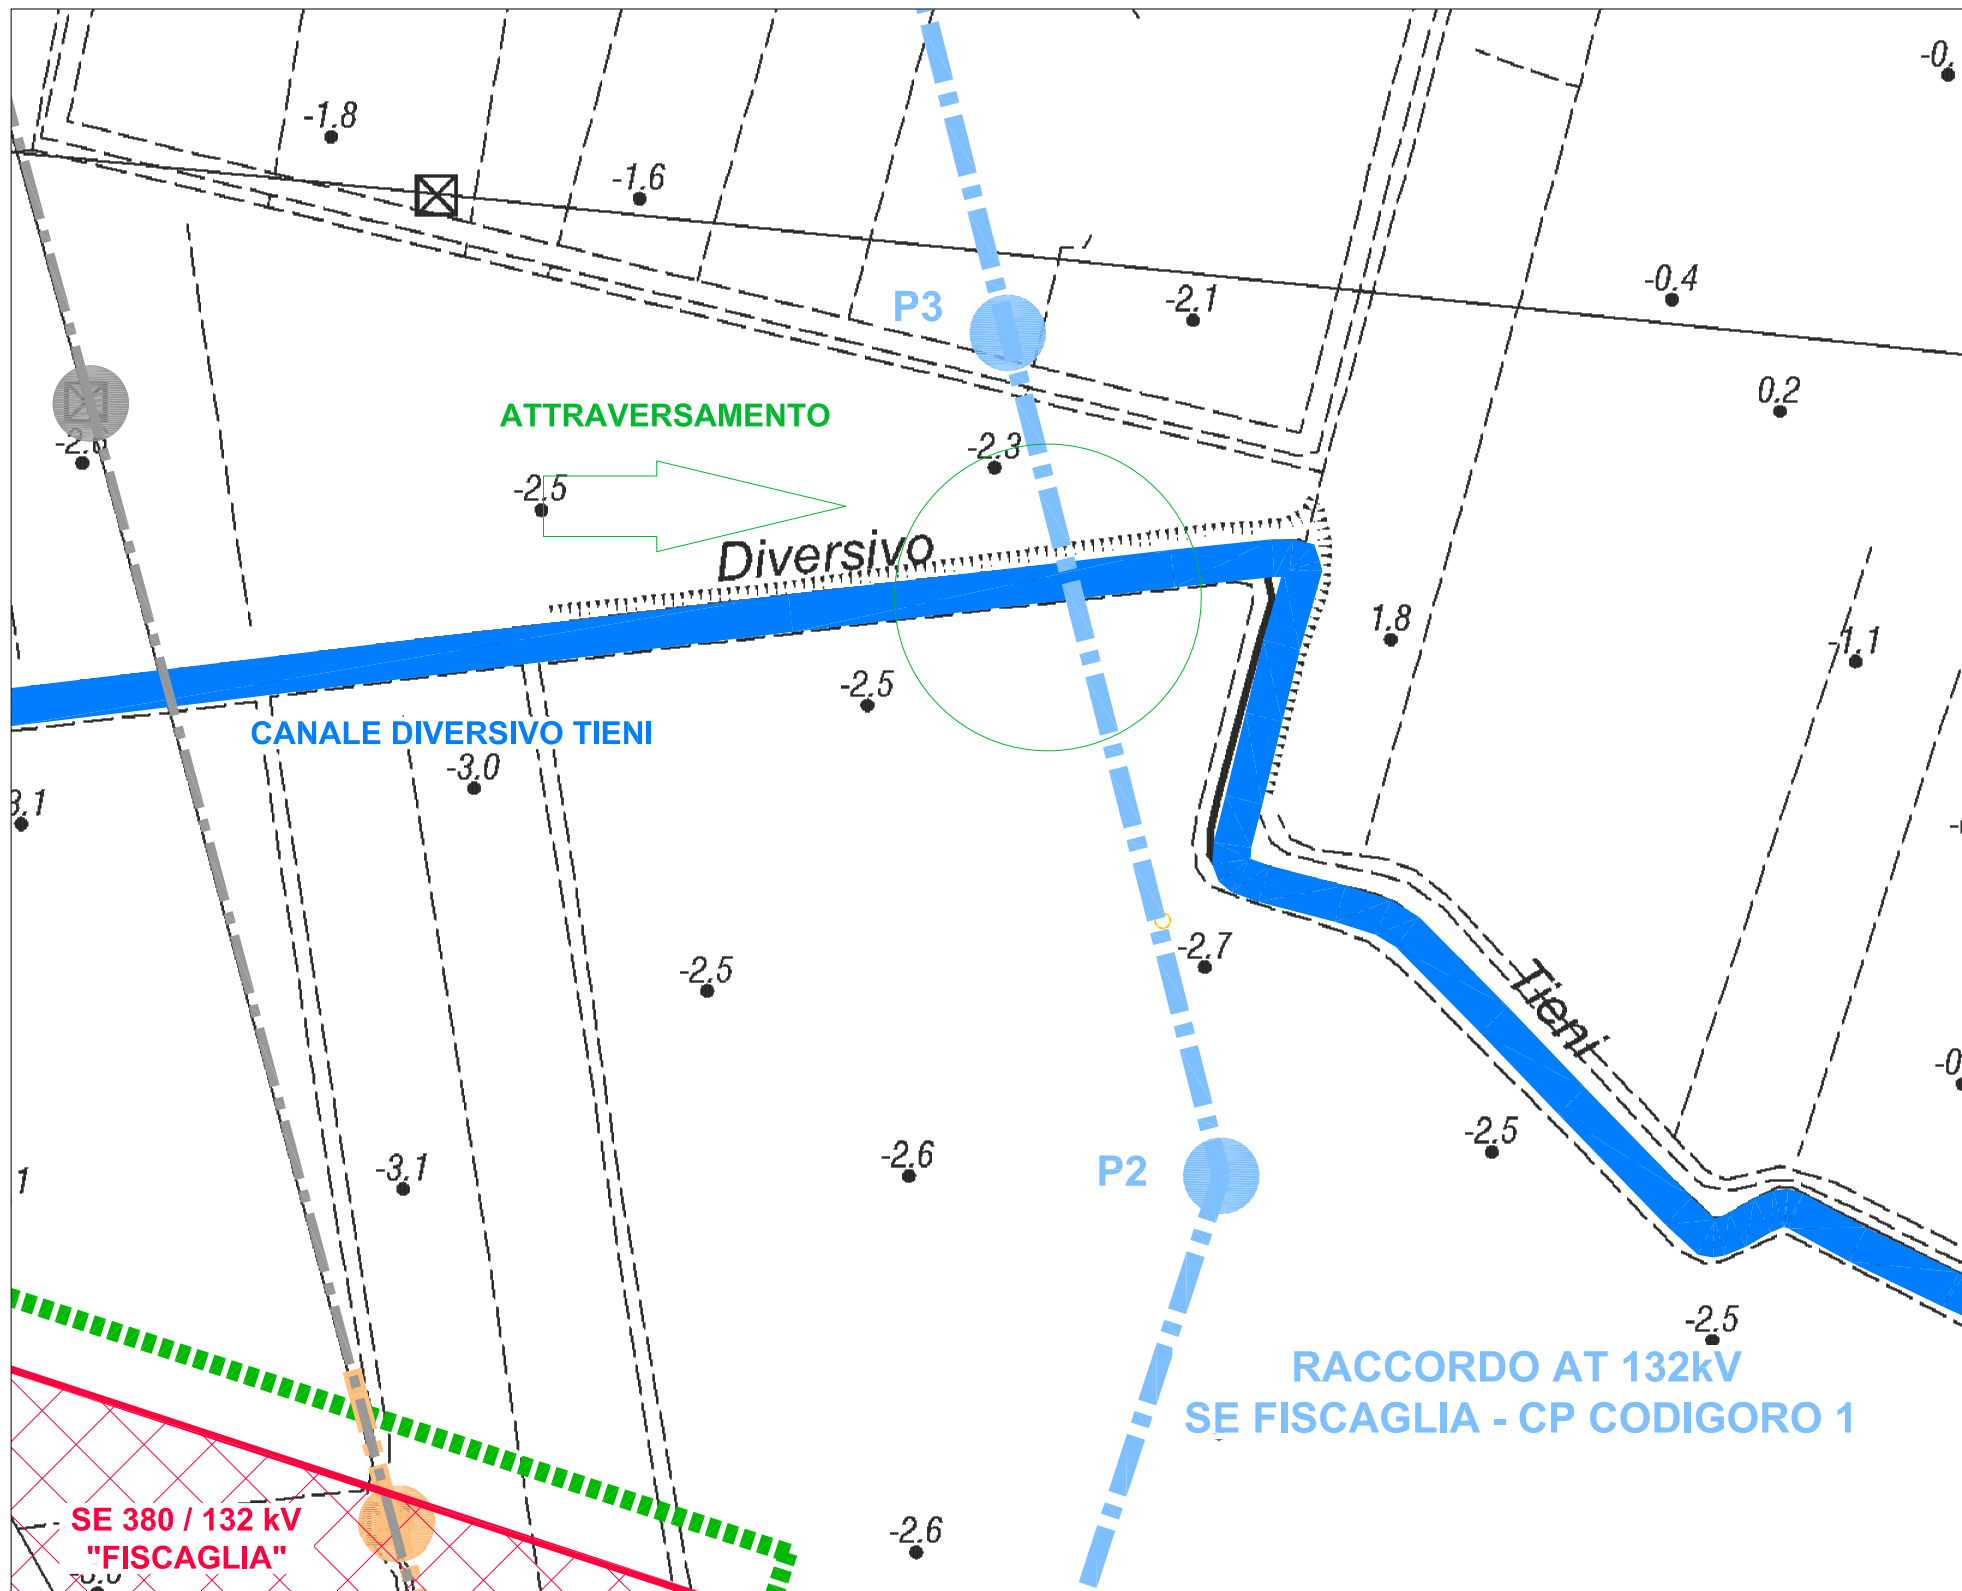 -1.8
-1.6
-0.4
-2.1
0.2
P3
ATTRAVERSAMENTO
-2.3
-2.5
Diversivo
1.8
-1.1
-2.5
CANALE DIVERSIVO TIENI
-3.0
-2.7
-2.5
Tieni
-2.5
-2.6
P2
-3.1
-2.5
RACCORDO AT 132kV
SE FISCAGLIA - CP CODIGORO 1
SE 380 / 132 kV
"FISCAGLIA"
-2.6